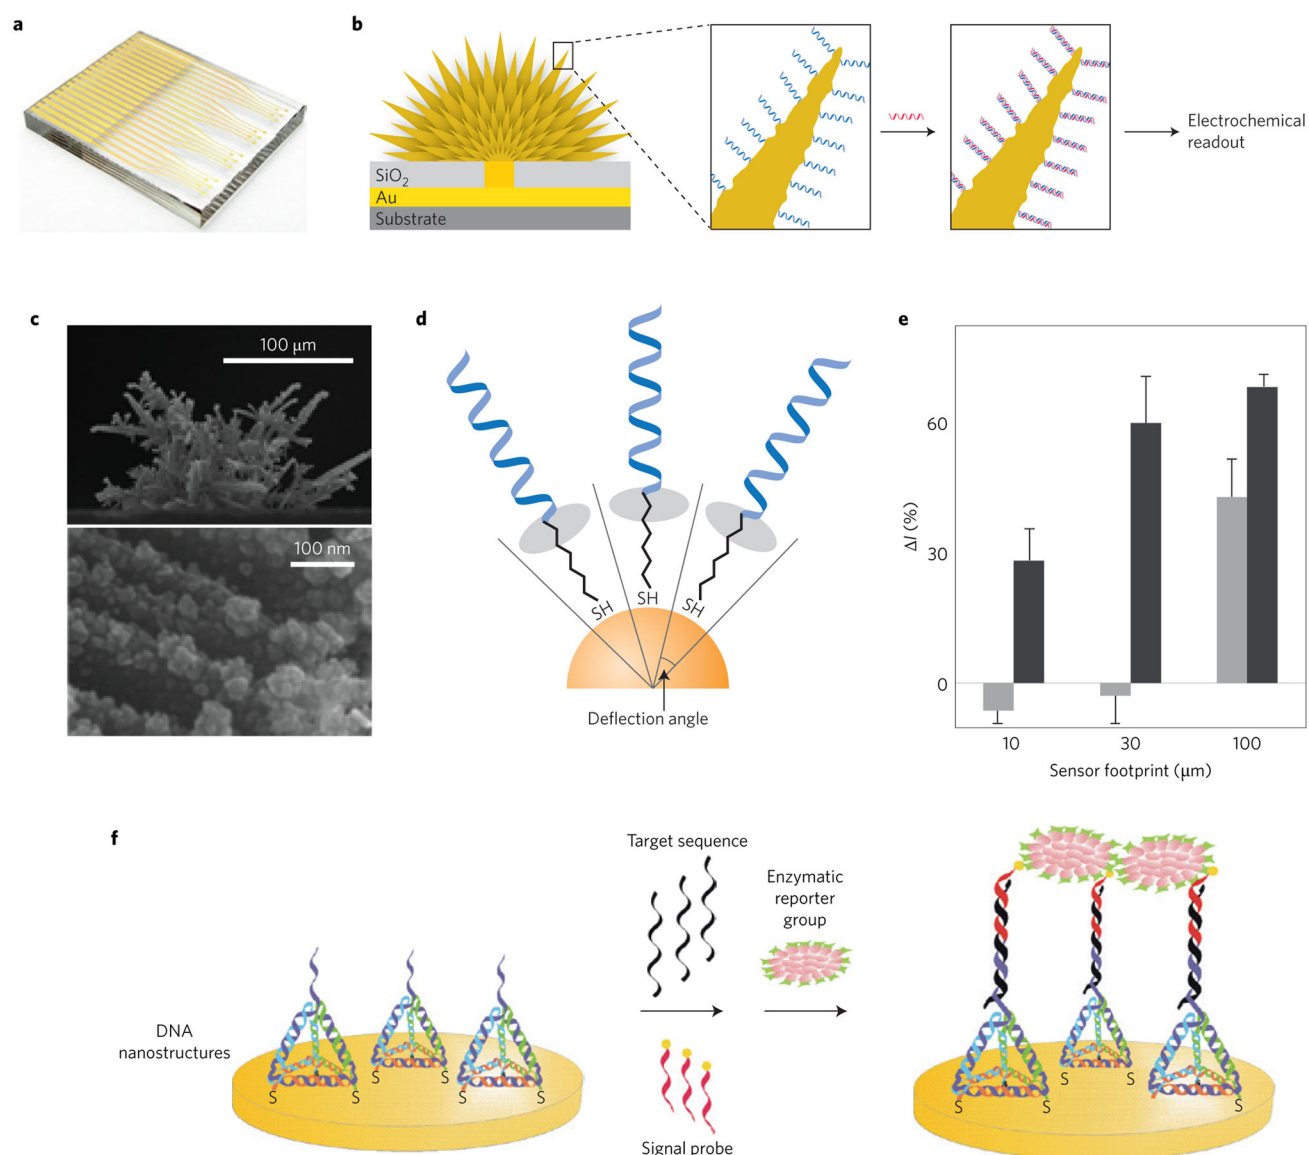 a
b
SiO2
Au
Substrate
Electrochemical
readout
c
100 µm
100 nm
d
SH
SH
SH
Deflection angle
e
ΔI (%)
60
30
0
10
30
100
Sensor footprint (µm)
f
DNA
nanostructures
S
S
S
S
S
S
Target sequence
Enzymatic
reporter
group
Signal probe
S
S
S
S
S